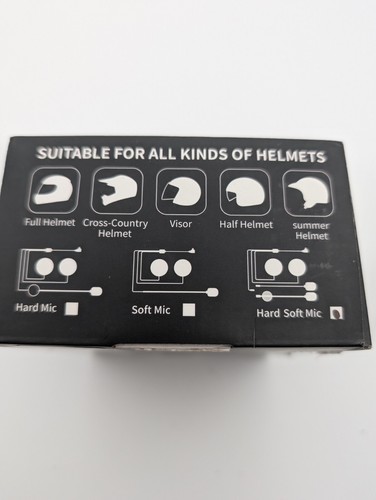 SUITABLE FOR ALL KINDS OF HELMETS
Full Helmet
Cross-Country
Helmet
Visor
Half Helmet
summer
Helmet
Hard Mic
Soft Mic
Hard Soft Mic